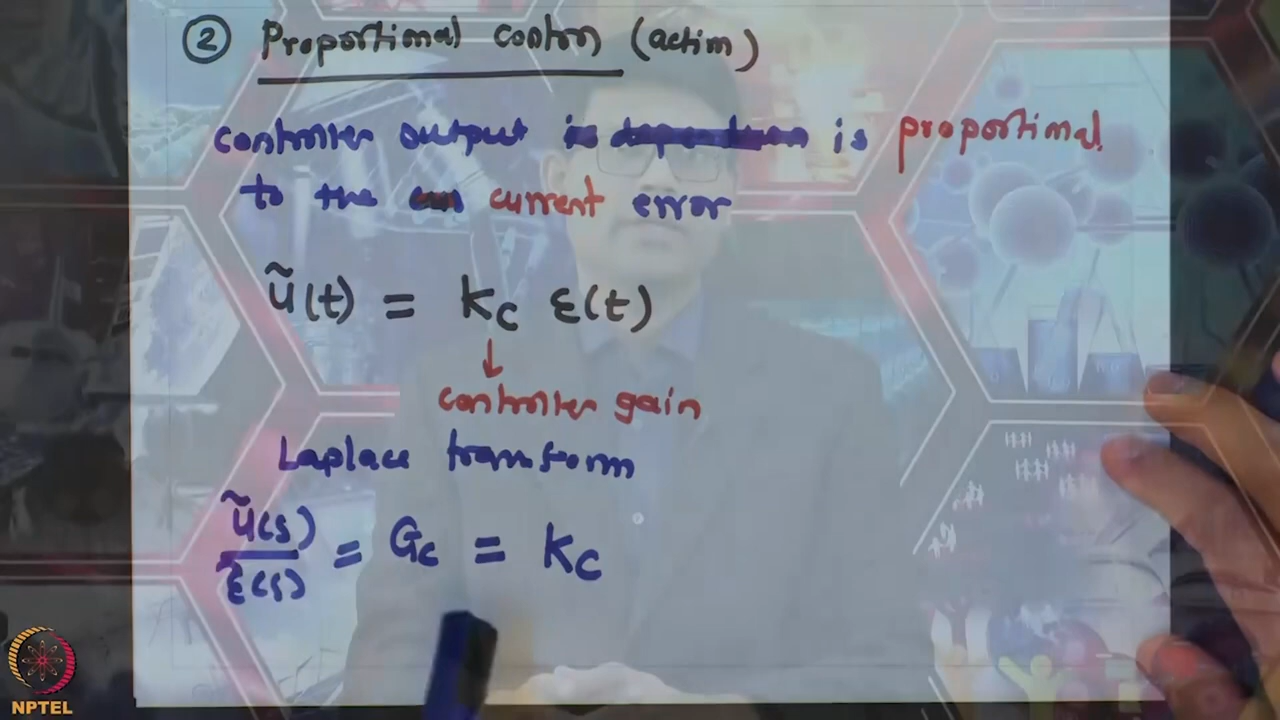 ② Proportional control (action)
controller output is proportional
to the current error
ũ(t) = Kc ε(t)
↓
controller gain
Laplace transform
ũ(s)/ε(s) = Gc = Kc
NPTEL